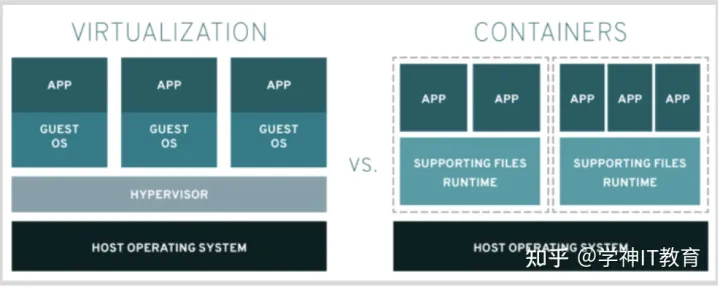 VIRTUALIZATION
APP
APP
APP
GUEST
OS
GUEST
OS
GUEST
OS
HYPERVISOR
HOST OPERATING SYSTEM
VS.
CONTAINERS
APP
APP
APP
APP
APP
SUPPORTING FILES
RUNTIME
SUPPORTING FILES
RUNTIME
HOST OPERATING SYSTEM
知乎 @学神IT教育